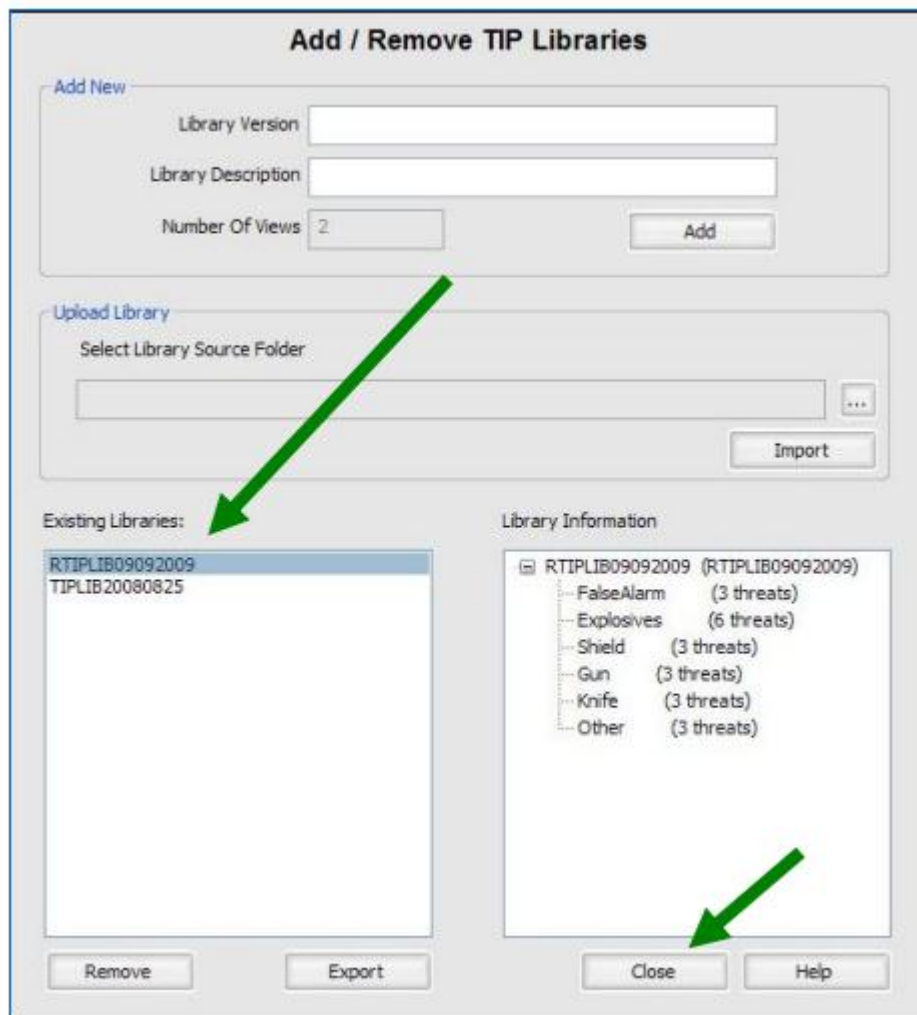 Add / Remove TIP Libraries
Add New
Library Version
Library Description
Number Of Views 2
Add
Upload Library
Select Library Source Folder
...
Import
Existing Libraries:
RTIPLIB09092009
TIPLIB20080825
Remove
Export
Library Information
RTIPLIB09092009 (RTIPLIB09092009)
FalseAlarm (3 threats)
Explosives (6 threats)
Shield (3 threats)
Gun (3 threats)
Knife (3 threats)
Other (3 threats)
Close
Help